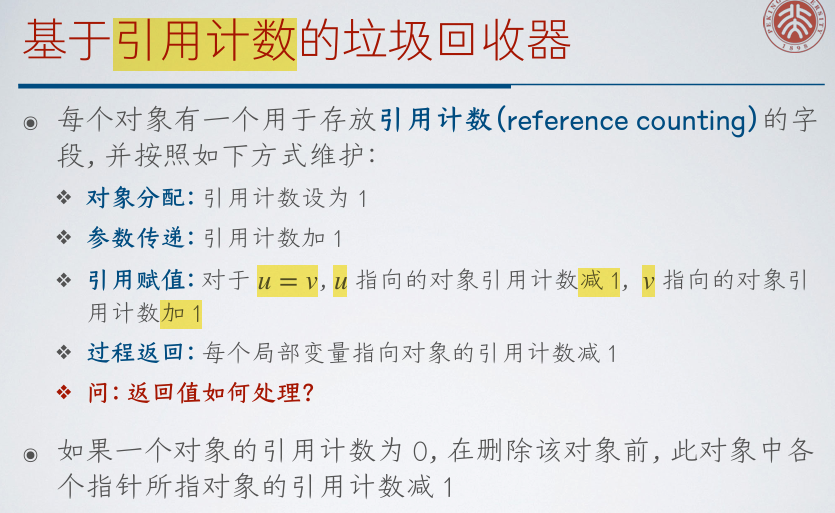 基于引用计数的垃圾回收器
PEKING UNIVERSITY
1898
◉ 每个对象有一个用于存放引用计数(reference counting)的字
段, 并按照如下方式维护:
❖ 对象分配: 引用计数设为 1
❖ 参数传递: 引用计数加 1
❖ 引用赋值: 对于 u = v, u 指向的对象引用计数减 1, v 指向的对象引
用计数加 1
❖ 过程返回: 每个局部变量指向对象的引用计数减 1
❖ 问: 返回值如何处理?
◉ 如果一个对象的引用计数为 0, 在删除该对象前, 此对象中各
个指针所指对象的引用计数减 1